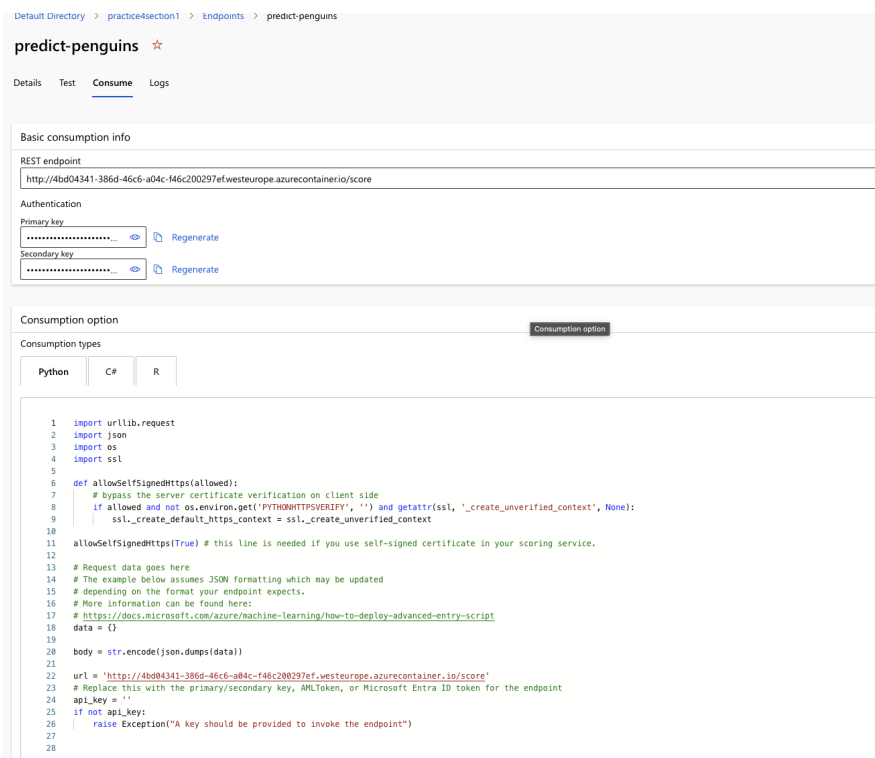 Default Directory > practice4section1 > Endpoints > predict-penguins
predict-penguins ☆
Details Test Consume Logs
Basic consumption info
REST endpoint
http://4bd04341-386d-46c6-a04c-f46c200297ef.westeurope.azurecontainer.io/score
Authentication
Primary key
•••••••••••••••••••••... Regenerate
Secondary key
•••••••••••••••••••••... Regenerate
Consumption option
Consumption option
Consumption types
Python C# R
1 import urllib.request
2 import json
3 import os
4 import ssl
5
6 def allowSelfSignedHttps(allowed):
7     # bypass the server certificate verification on client side
8     if allowed and not os.environ.get('PYTHONHTTPSVERIFY', '') and getattr(ssl, '_create_unverified_context', None):
9         ssl._create_default_https_context = ssl._create_unverified_context
10
11 allowSelfSignedHttps(True) # this line is needed if you use self-signed certificate in your scoring service.
12
13 # Request data goes here
14 # The example below assumes JSON formatting which may be updated
15 # depending on the format your endpoint expects.
16 # More information can be found here:
17 # https://docs.microsoft.com/azure/machine-learning/how-to-deploy-advanced-entry-script
18 data = {}
19
20 body = str.encode(json.dumps(data))
21
22 url = 'http://4bd04341-386d-46c6-a04c-f46c200297ef.westeurope.azurecontainer.io/score'
23 # Replace this with the primary/secondary key, AMLToken, or Microsoft Entra ID token for the endpoint
24 api_key = ''
25 if not api_key:
26     raise Exception("A key should be provided to invoke the endpoint")
27
28